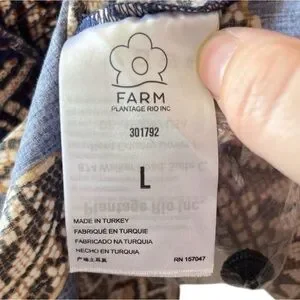 FARM
PLANTAGE RIO INC
301792
L
MADE IN TURKEY
FABRIQUÉ EN TURQUIE
FABRICADO NA TURQUIA
HECHO EN TURQUIA
RN 157047